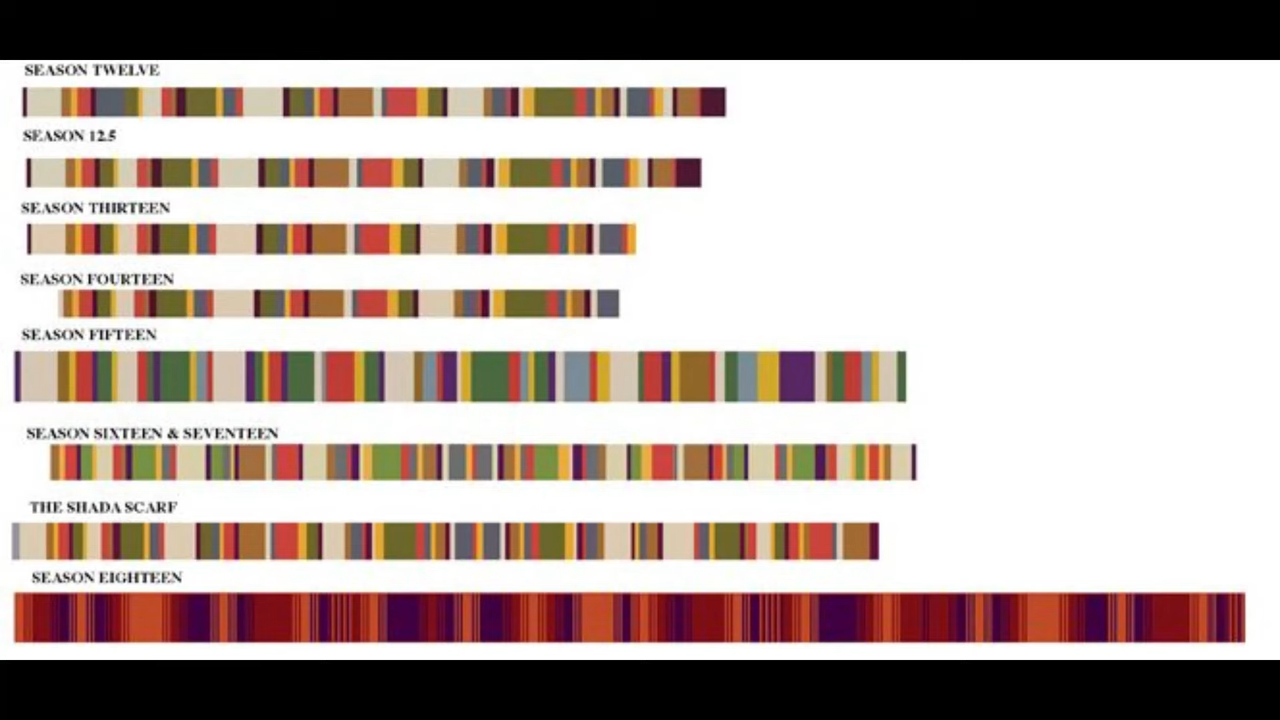 SEASON TWELVE
SEASON 12.5
SEASON THIRTEEN
SEASON FOURTEEN
SEASON FIFTEEN
SEASON SIXTEEN & SEVENTEEN
THE SHADA SCARF
SEASON EIGHTEEN